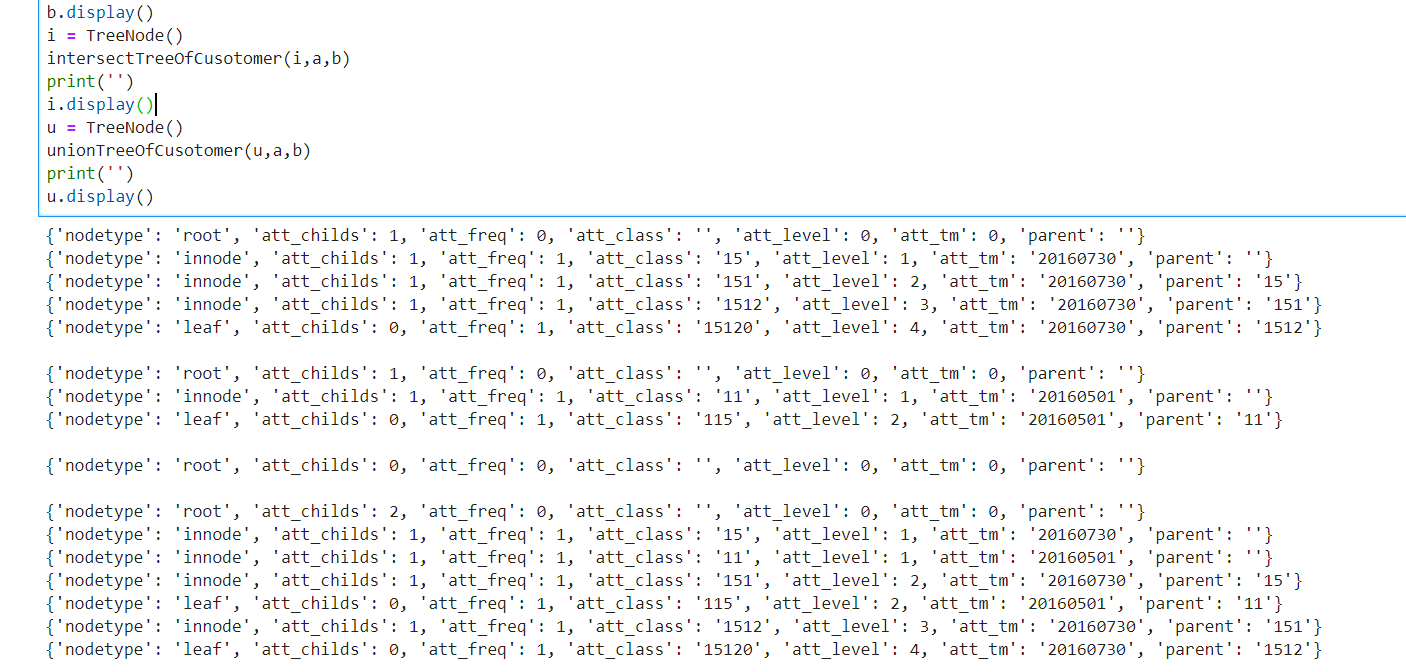 b.display()
i = TreeNode()
intersectTreeOfCusotomer(i,a,b)
print('')
i.display()
u = TreeNode()
unionTreeOfCusotomer(u,a,b)
print('')
u.display()
{'nodetype': 'root', 'att_childs': 1, 'att_freq': 0, 'att_class': '', 'att_level': 0, 'att_tm': 0, 'parent': ''}
{'nodetype': 'innode', 'att_childs': 1, 'att_freq': 1, 'att_class': '15', 'att_level': 1, 'att_tm': '20160730', 'parent': ''}
{'nodetype': 'innode', 'att_childs': 1, 'att_freq': 1, 'att_class': '151', 'att_level': 2, 'att_tm': '20160730', 'parent': '15'}
{'nodetype': 'innode', 'att_childs': 1, 'att_freq': 1, 'att_class': '1512', 'att_level': 3, 'att_tm': '20160730', 'parent': '151'}
{'nodetype': 'leaf', 'att_childs': 0, 'att_freq': 1, 'att_class': '15120', 'att_level': 4, 'att_tm': '20160730', 'parent': '1512'}
{'nodetype': 'root', 'att_childs': 1, 'att_freq': 0, 'att_class': '', 'att_level': 0, 'att_tm': 0, 'parent': ''}
{'nodetype': 'innode', 'att_childs': 1, 'att_freq': 1, 'att_class': '11', 'att_level': 1, 'att_tm': '20160501', 'parent': ''}
{'nodetype': 'leaf', 'att_childs': 0, 'att_freq': 1, 'att_class': '115', 'att_level': 2, 'att_tm': '20160501', 'parent': '11'}
{'nodetype': 'root', 'att_childs': 0, 'att_freq': 0, 'att_class': '', 'att_level': 0, 'att_tm': 0, 'parent': ''}
{'nodetype': 'root', 'att_childs': 2, 'att_freq': 0, 'att_class': '', 'att_level': 0, 'att_tm': 0, 'parent': ''}
{'nodetype': 'innode', 'att_childs': 1, 'att_freq': 1, 'att_class': '15', 'att_level': 1, 'att_tm': '20160730', 'parent': ''}
{'nodetype': 'innode', 'att_childs': 1, 'att_freq': 1, 'att_class': '11', 'att_level': 1, 'att_tm': '20160501', 'parent': ''}
{'nodetype': 'innode', 'att_childs': 1, 'att_freq': 1, 'att_class': '151', 'att_level': 2, 'att_tm': '20160730', 'parent': '15'}
{'nodetype': 'leaf', 'att_childs': 0, 'att_freq': 1, 'att_class': '115', 'att_level': 2, 'att_tm': '20160501', 'parent': '11'}
{'nodetype': 'innode', 'att_childs': 1, 'att_freq': 1, 'att_class': '1512', 'att_level': 3, 'att_tm': '20160730', 'parent': '151'}
{'nodetype': 'leaf', 'att_childs': 0, 'att_freq': 1, 'att_class': '15120', 'att_level': 4, 'att_tm': '20160730', 'parent': '1512'}